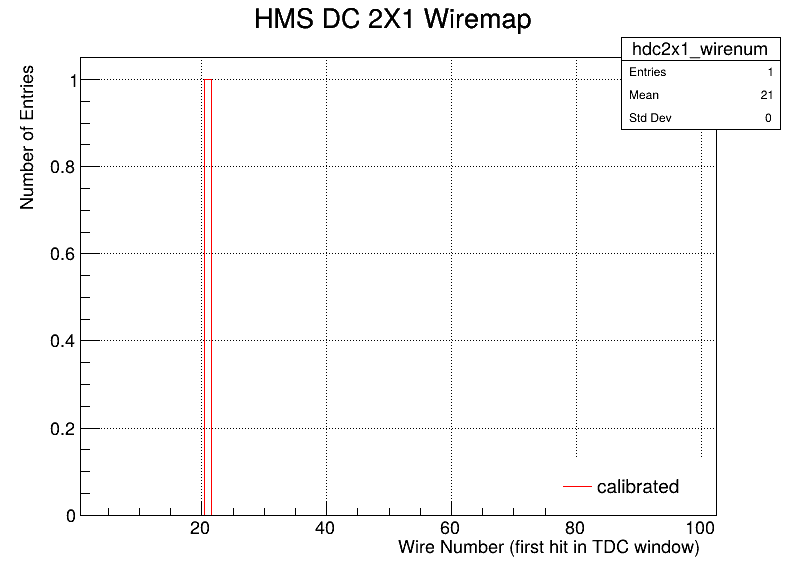 HMS DC 2X1 Wiremap
hdc2x1_wirenum
Entries 1
Mean 21
Std Dev 0
Number of Entries
1
0.8
0.6
0.4
0.2
0
calibrated
20 40 60 80 100
Wire Number (first hit in TDC window)